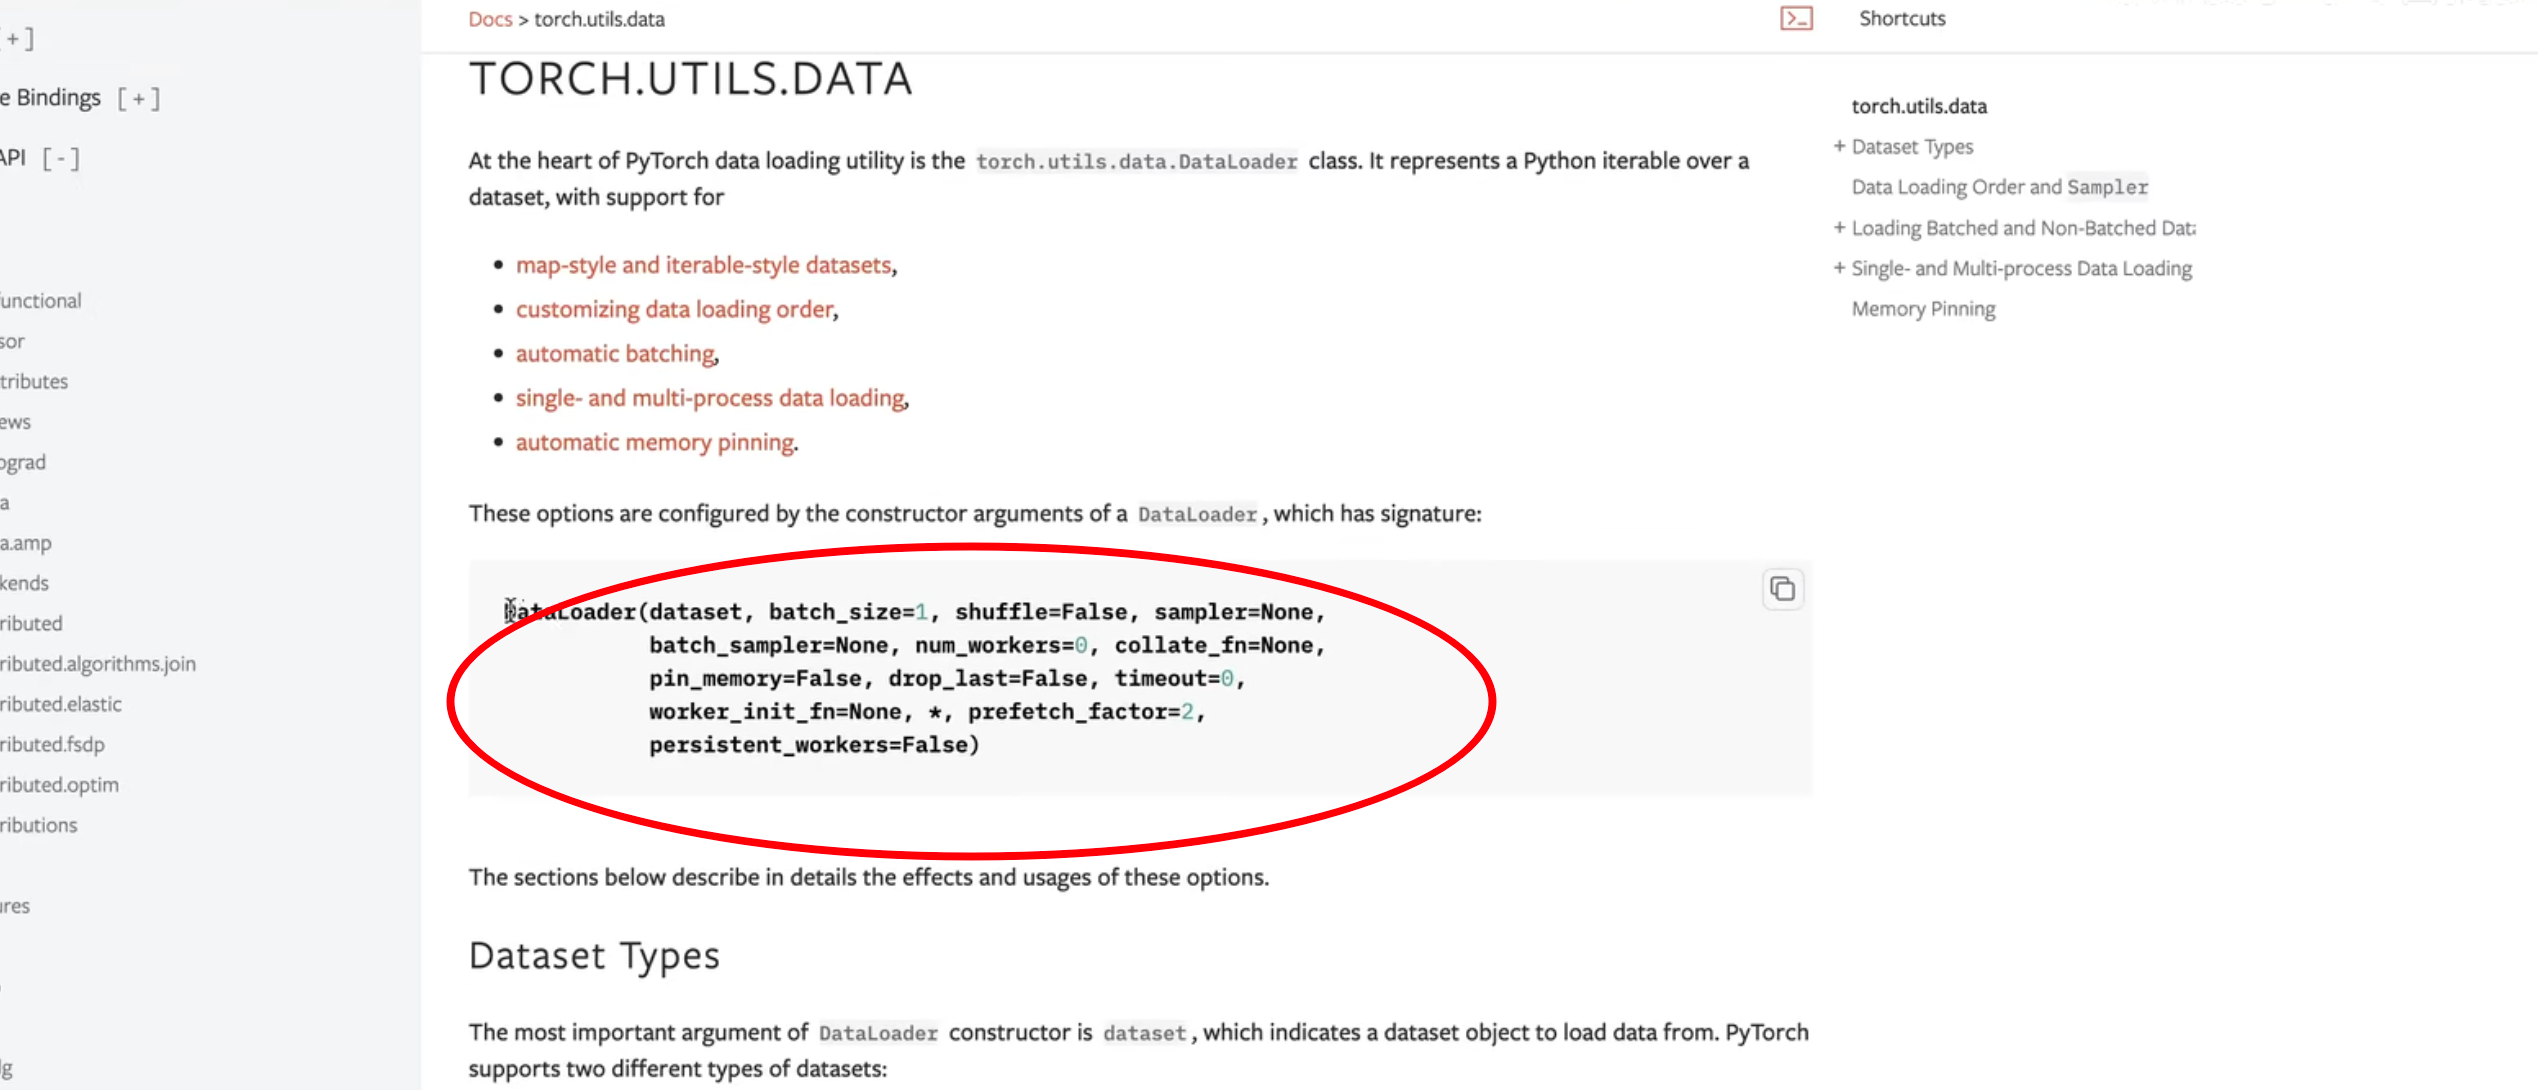 [+]
e Bindings [+]
API [-]
unctional
sor
tributes
ews
ograd
a
a.amp
kends
ributed
ributed.algorithms.join
ributed.elastic
ributed.fsdp
ributed.optim
ributions
ures
lg
Docs > torch.utils.data
TORCH.UTILS.DATA
At the heart of PyTorch data loading utility is the torch.utils.data.DataLoader class. It represents a Python iterable over a
dataset, with support for
• map-style and iterable-style datasets,
• customizing data loading order,
• automatic batching,
• single- and multi-process data loading,
• automatic memory pinning.
These options are configured by the constructor arguments of a DataLoader, which has signature:
DataLoader(dataset, batch_size=1, shuffle=False, sampler=None,
batch_sampler=None, num_workers=0, collate_fn=None,
pin_memory=False, drop_last=False, timeout=0,
worker_init_fn=None, *, prefetch_factor=2,
persistent_workers=False)
The sections below describe in details the effects and usages of these options.
Dataset Types
The most important argument of DataLoader constructor is dataset, which indicates a dataset object to load data from. PyTorch
supports two different types of datasets:
Shortcuts
torch.utils.data
+ Dataset Types
Data Loading Order and Sampler
+ Loading Batched and Non-Batched Data
+ Single- and Multi-process Data Loading
Memory Pinning